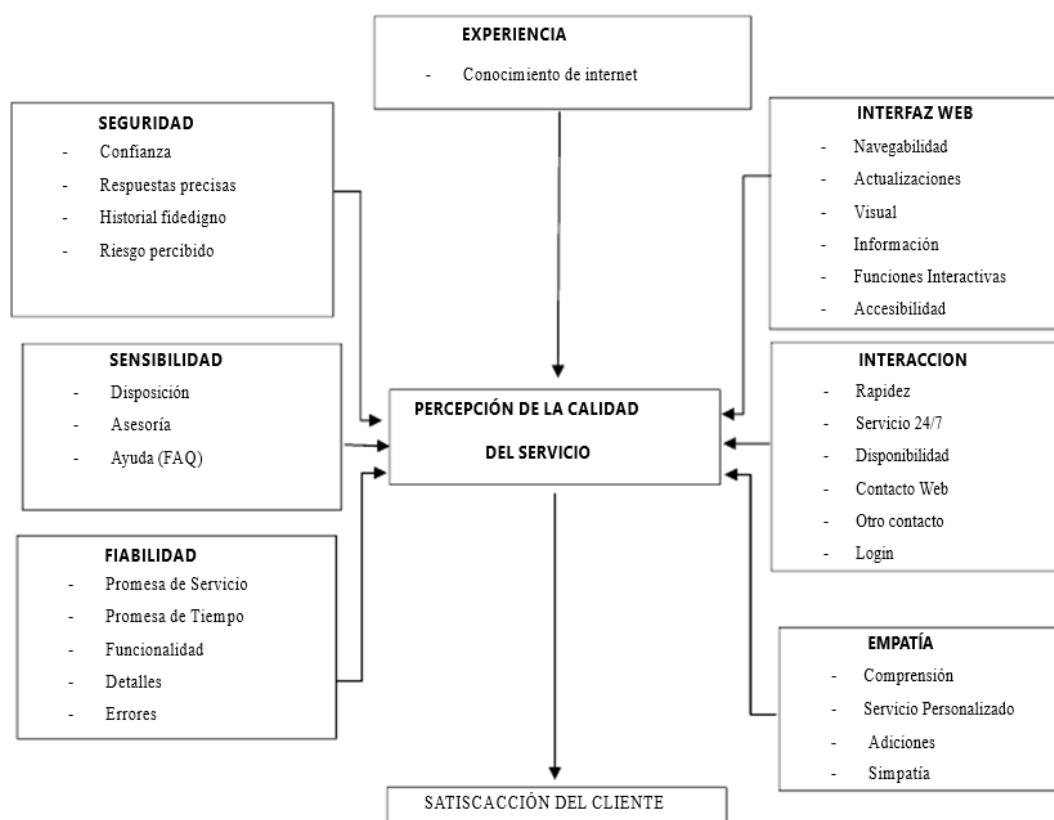 EXPERIENCIA
- Conocimiento de internet
SEGURIDAD
- Confianza
- Respuestas precisas
- Historial fidedigno
- Riesgo percibido
INTERFAZ WEB
- Navegabilidad
- Actualizaciones
- Visual
- Información
- Funciones Interactivas
- Accesibilidad
SENSIBILIDAD
- Disposición
- Asesoría
- Ayuda (FAQ)
PERCEPCIÓN DE LA CALIDAD
DEL SERVICIO
INTERACCION
- Rapidez
- Servicio 24/7
- Disponibilidad
- Contacto Web
- Otro contacto
- Login
FIABILIDAD
- Promesa de Servicio
- Promesa de Tiempo
- Funcionalidad
- Detalles
- Errores
EMPATÍA
- Comprensión
- Servicio Personalizado
- Adiciones
- Simpatía
SATISCACCIÓN DEL CLIENTE